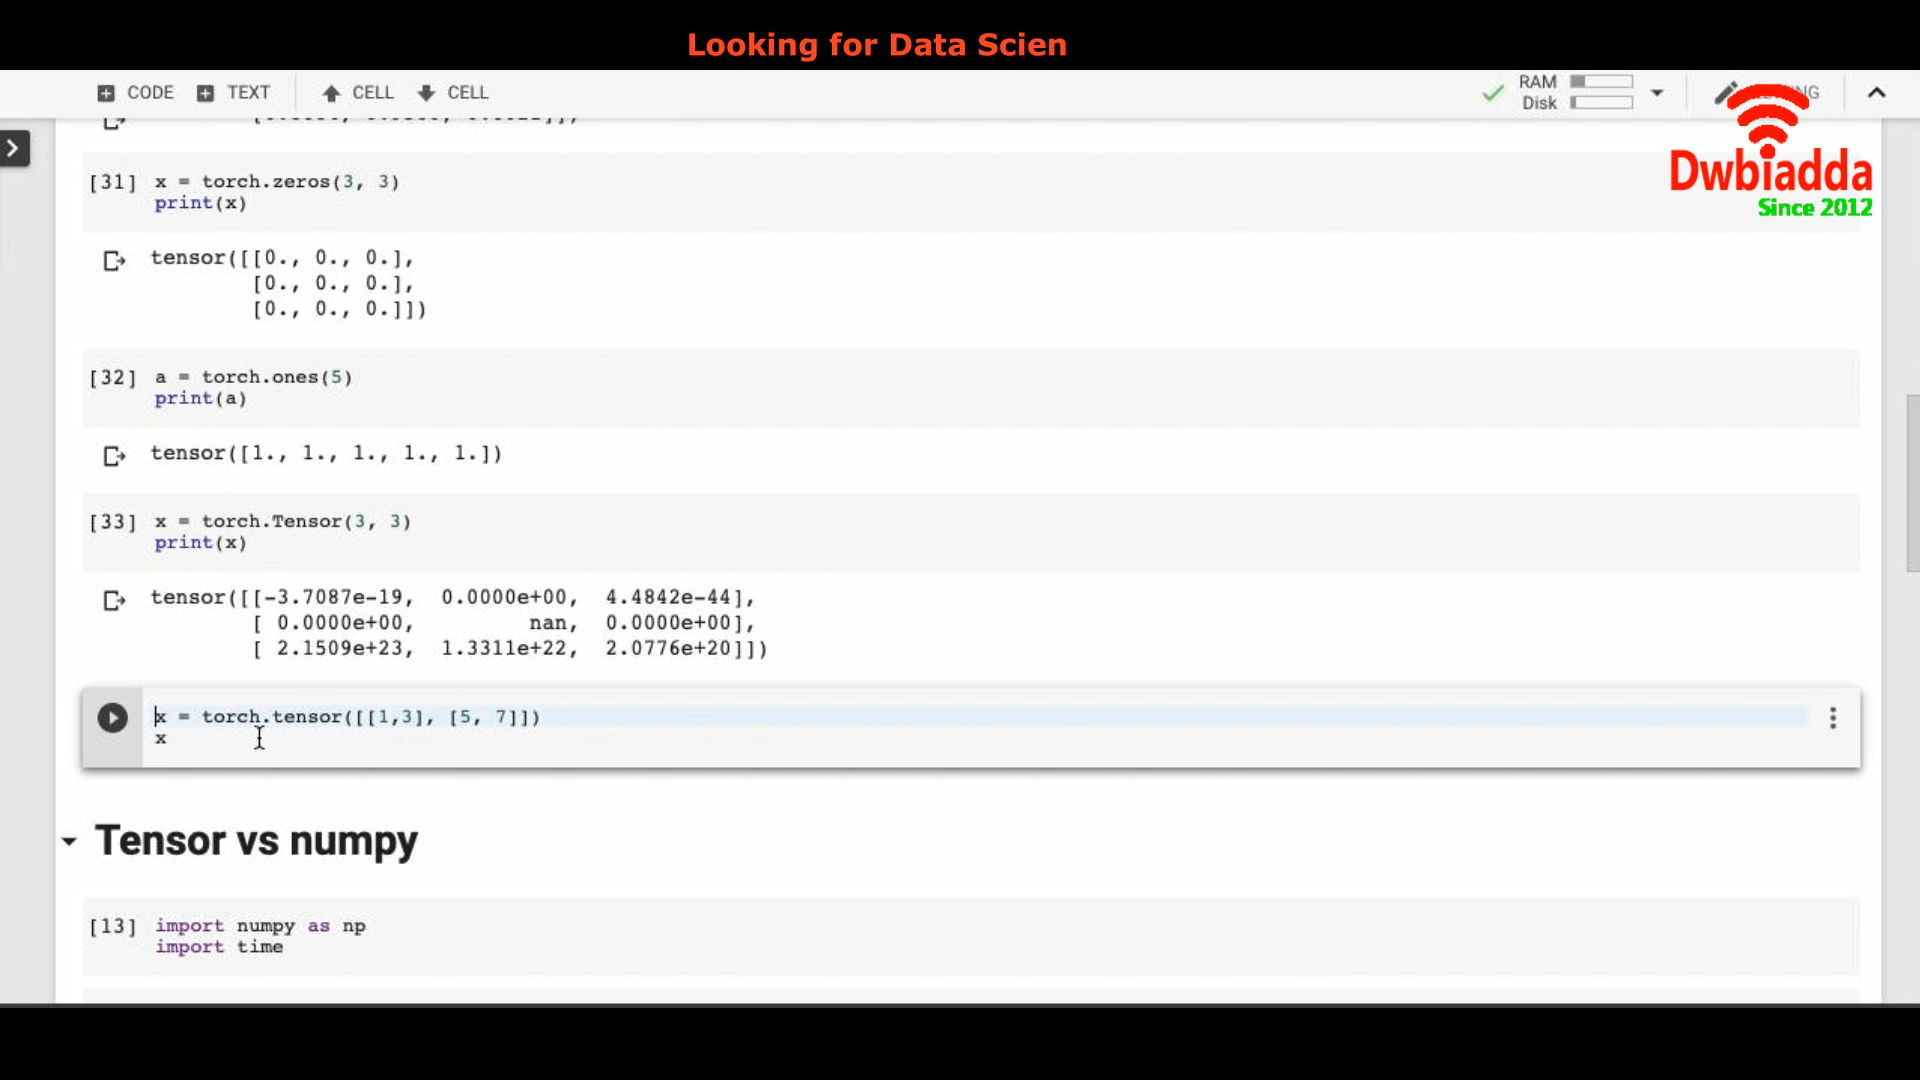 Looking for Data Scien
CODE TEXT CELL CELL
RAM
Disk
Dwbiadda
Since 2012
[31] x = torch.zeros(3, 3)
print(x)
tensor([[0., 0., 0.],
[0., 0., 0.],
[0., 0., 0.]])
[32] a = torch.ones(5)
print(a)
tensor([1., 1., 1., 1., 1.])
[33] x = torch.Tensor(3, 3)
print(x)
tensor([[-3.7087e-19, 0.0000e+00, 4.4842e-44],
[ 0.0000e+00, nan, 0.0000e+00],
[ 2.1509e+23, 1.3311e+22, 2.0776e+20]])
x = torch.tensor([[1,3], [5, 7]])
x
Tensor vs numpy
[13] import numpy as np
import time